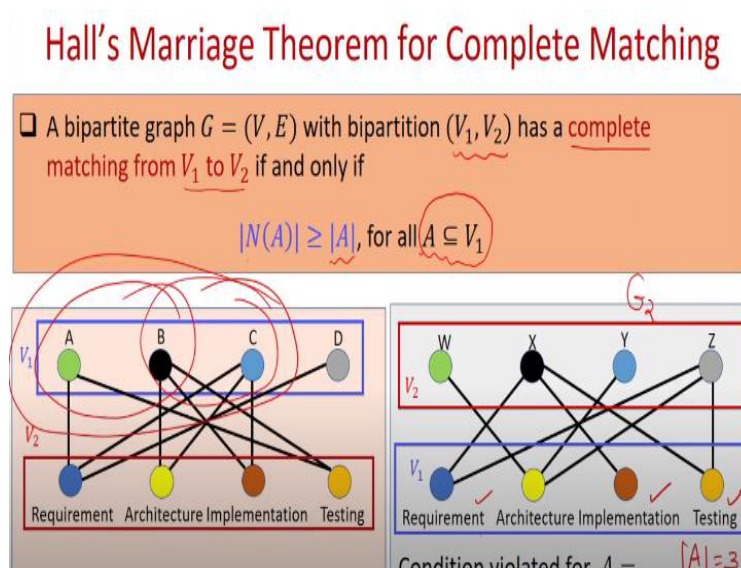 Hall's Marriage Theorem for Complete Matching
❑ A bipartite graph G = (V, E) with bipartition (V₁, V₂) has a complete
matching from V₁ to V₂ if and only if
|N(A)| ≥ |A|, for all A ⊆ V₁
A B C D
V₁
V₂
Requirement Architecture Implementation Testing
G₂
W X Y Z
V₂
V₁
Requirement Architecture Implementation Testing
Condition violated for A =
|A|=3